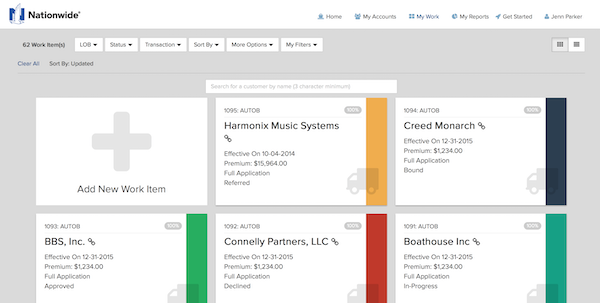 Nationwide®
Home
My Accounts
My Work
My Reports
Get Started
Jenn Parker
62 Work Item(s)
LOB
Status
Transaction
Sort By
More Options
My Filters
Clear All
Sort By: Updated
Search for a customer by name (3 character minimum)
Add New Work Item
1095: AUTOB
100%
Harmonix Music Systems
Effective On 10-04-2014
Premium: $15,964.00
Full Application
Referred
1094: AUTOB
100%
Creed Monarch
Effective On 12-31-2015
Premium: $1,234.00
Full Application
Bound
1093: AUTOB
100%
BBS, Inc.
Effective On 12-31-2015
Premium: $1,234.00
Full Application
Approved
1092: AUTOB
100%
Connelly Partners, LLC
Effective On 12-31-2015
Premium: $1,234.00
Full Application
Declined
1091: AUTOB
100%
Boathouse Inc
Effective On 12-31-2015
Premium: $1,234.00
Full Application
In-Progress